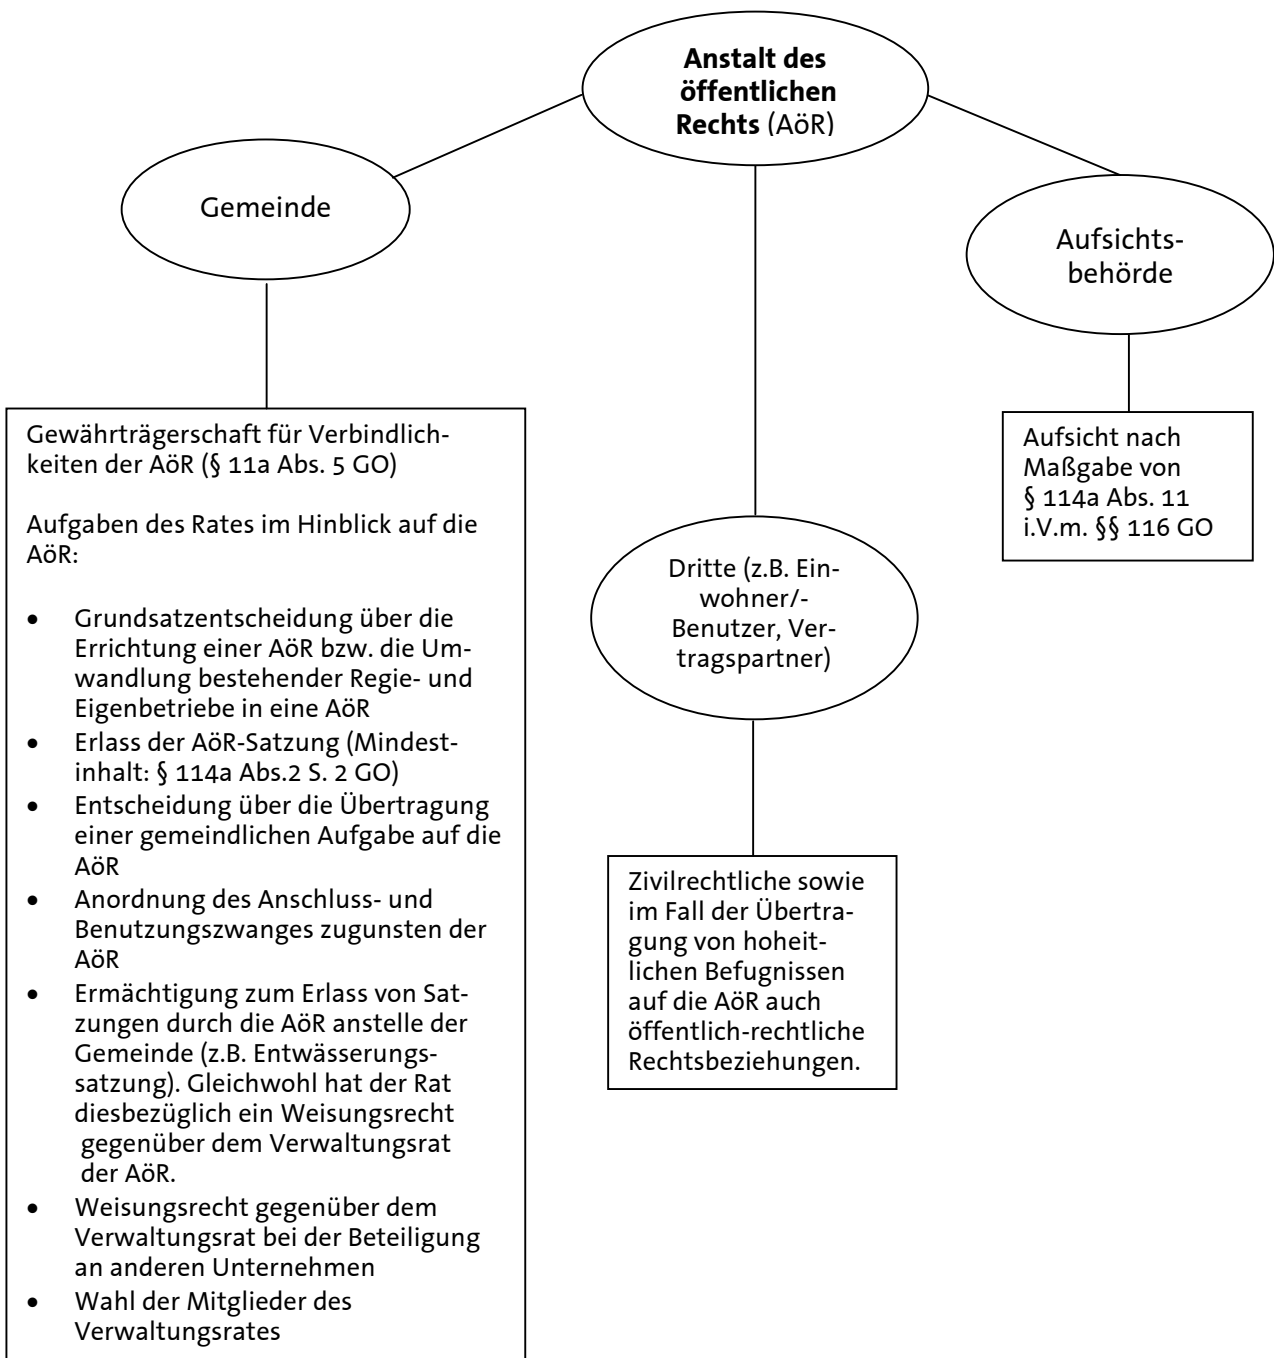 Anstalt des
öffentlichen
Rechts (AöR)
Gemeinde
Aufsichts-
behörde
Gewährträgerschaft für Verbindlich-
keiten der AöR (§ 11a Abs. 5 GO)
Aufgaben des Rates im Hinblick auf die
AöR:
• Grundsatzentscheidung über die
Errichtung einer AöR bzw. die Um-
wandlung bestehender Regie- und
Eigenbetriebe in eine AöR
• Erlass der AöR-Satzung (Mindest-
inhalt: § 114a Abs.2 S. 2 GO)
• Entscheidung über die Übertragung
einer gemeindlichen Aufgabe auf die
AöR
• Anordnung des Anschluss- und
Benutzungszwanges zugunsten der
AöR
• Ermächtigung zum Erlass von Sat-
zungen durch die AöR anstelle der
Gemeinde (z.B. Entwässerungs-
satzung). Gleichwohl hat der Rat
diesbezüglich ein Weisungsrecht
gegenüber dem Verwaltungsrat
der AöR.
• Weisungsrecht gegenüber dem
Verwaltungsrat bei der Beteiligung
an anderen Unternehmen
• Wahl der Mitglieder des
Verwaltungsrates
Dritte (z.B. Ein-
wohner/-
Benutzer, Ver-
tragspartner)
Zivilrechtliche sowie
im Fall der Übertra-
gung von hoheit-
lichen Befugnissen
auf die AöR auch
öffentlich-rechtliche
Rechtsbeziehungen.
Aufsicht nach
Maßgabe von
§ 114a Abs. 11
i.V.m. §§ 116 GO